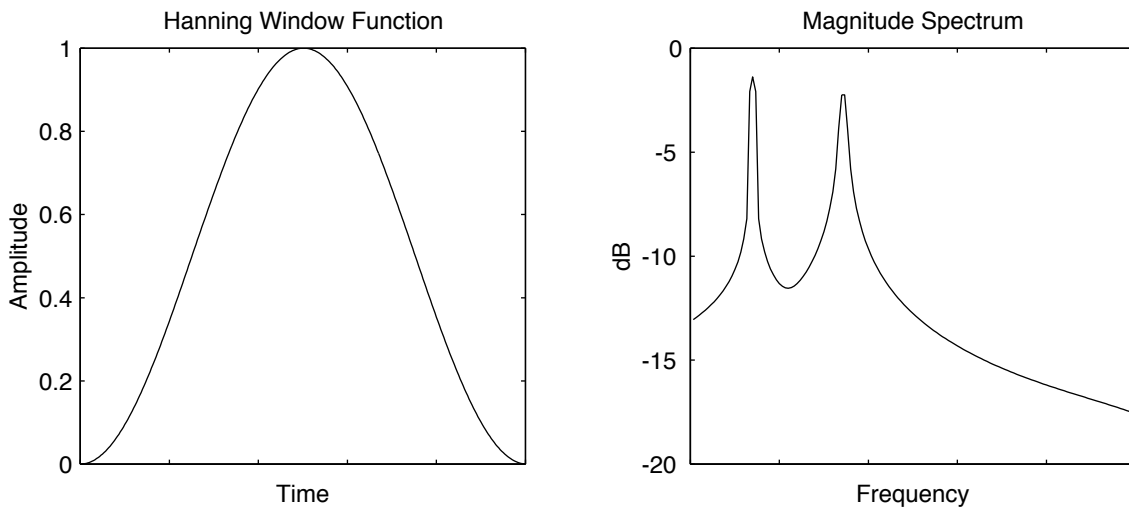 Hanning Window Function
1
0.8
0.6
0.4
0.2
0
Amplitude
Time
Magnitude Spectrum
0
-5
-10
-15
-20
dB
Frequency